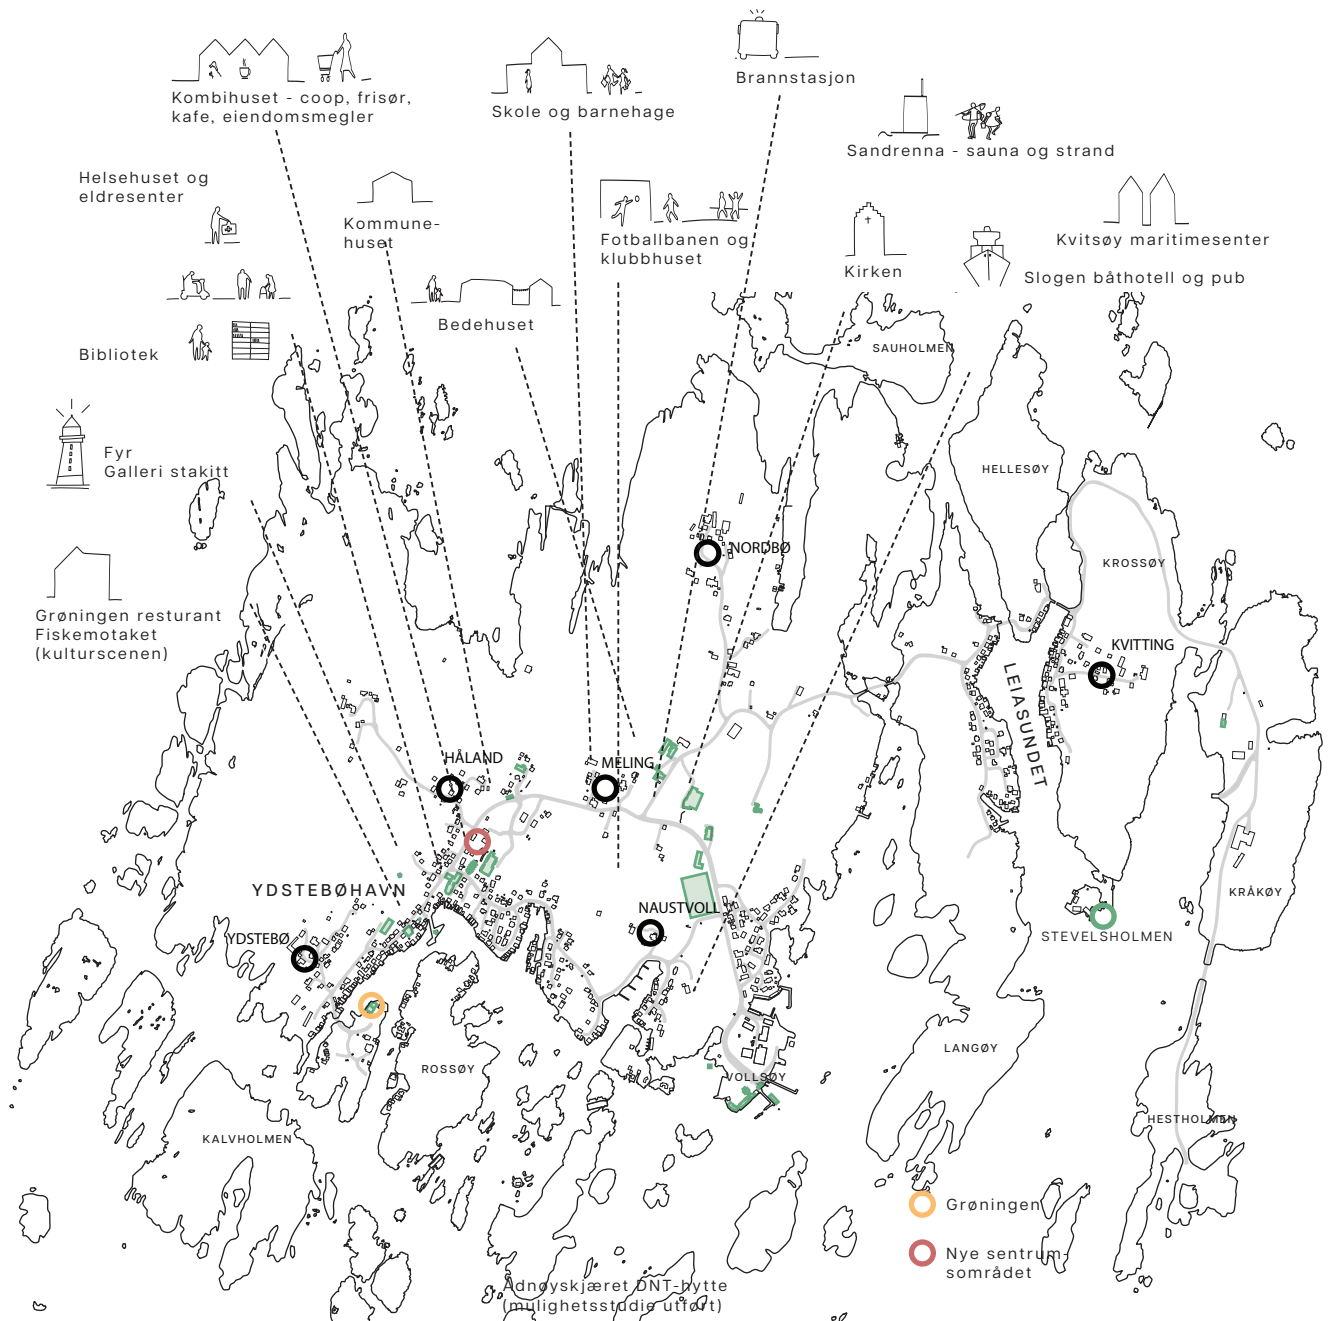 Brannstasjon
Kombihuset - coop, frisør,
kafe, eiendomsmegler
Skole og barnehage
Sandrenna - sauna og strand
Helsehuset og
eldresenter
Kommune-
huset
Fotballbanen og
klubbhuset
Kirken
Kvitsøy maritimesenter
Slogen båthotell og pub
Bedehuset
Bibliotek
SAUHOLMEN
Fyr
Galleri stakitt
HELLESØY
NORDBØ
KROSSØY
Grøningen resturant
Fiskemotaket
(kulturscenen)
KVITTING
LEIASUNDET
HÅLAND
MELING
YDSTEBØHAVN
KRÅKØY
NAUSTVOLL
YDSTEBØ
STEVELSHOLMEN
LANGØY
ROSSØY
VOLLSØY
HESTHOLMEN
KALVHOLMEN
Grøningen
Nye sentrum-
området
Adnøyskjæret DNT-hytte
(mulighetsstudie utført)